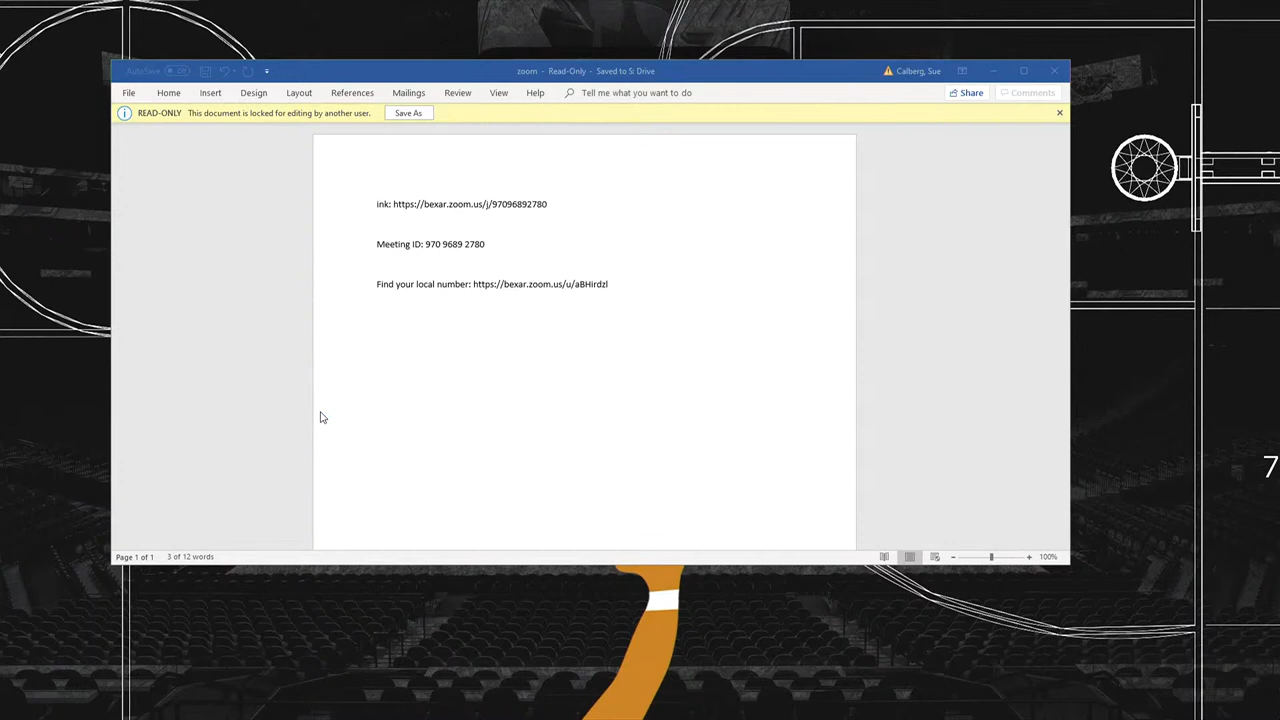 AutoSave Off
zoom - Read-Only - Saved to S: Drive
Calberg, Sue
File Home Insert Design Layout References Mailings Review View Help Tell me what you want to do
Share Comments
READ-ONLY This document is locked for editing by another user. Save As
ink: https://bexar.zoom.us/j/97096892780
Meeting ID: 970 9689 2780
Find your local number: https://bexar.zoom.us/u/aBHirdzl
7
Page 1 of 1 3 of 12 words
100%